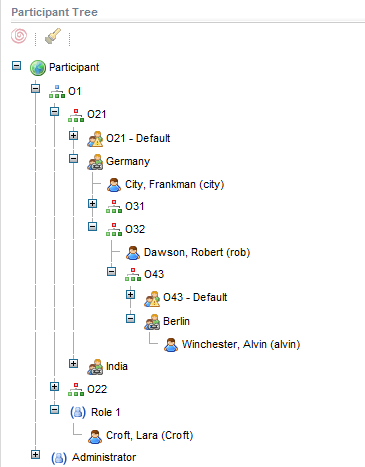 Participant Tree
Participant
O1
O21
O21 - Default
Germany
City, Frankman (city)
O31
O32
Dawson, Robert (rob)
O43
O43 - Default
Berlin
Winchester, Alvin (alvin)
India
O22
Role 1
Croft, Lara (Croft)
Administrator